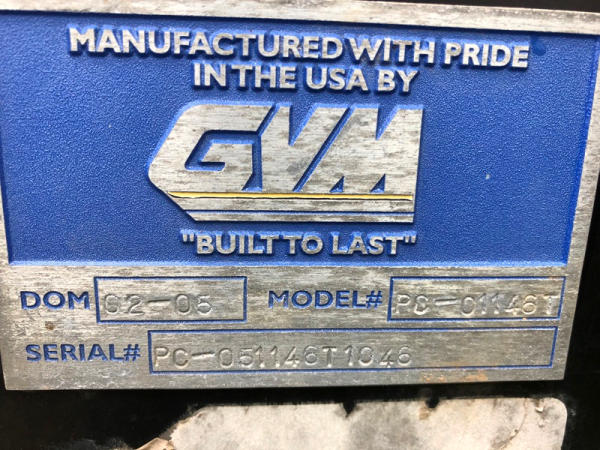 MANUFACTURED WITH PRIDE
IN THE USA BY
GVM
"BUILT TO LAST"
DOM 02-05 MODEL# PC-01146T
SERIAL# PC-051146T1046